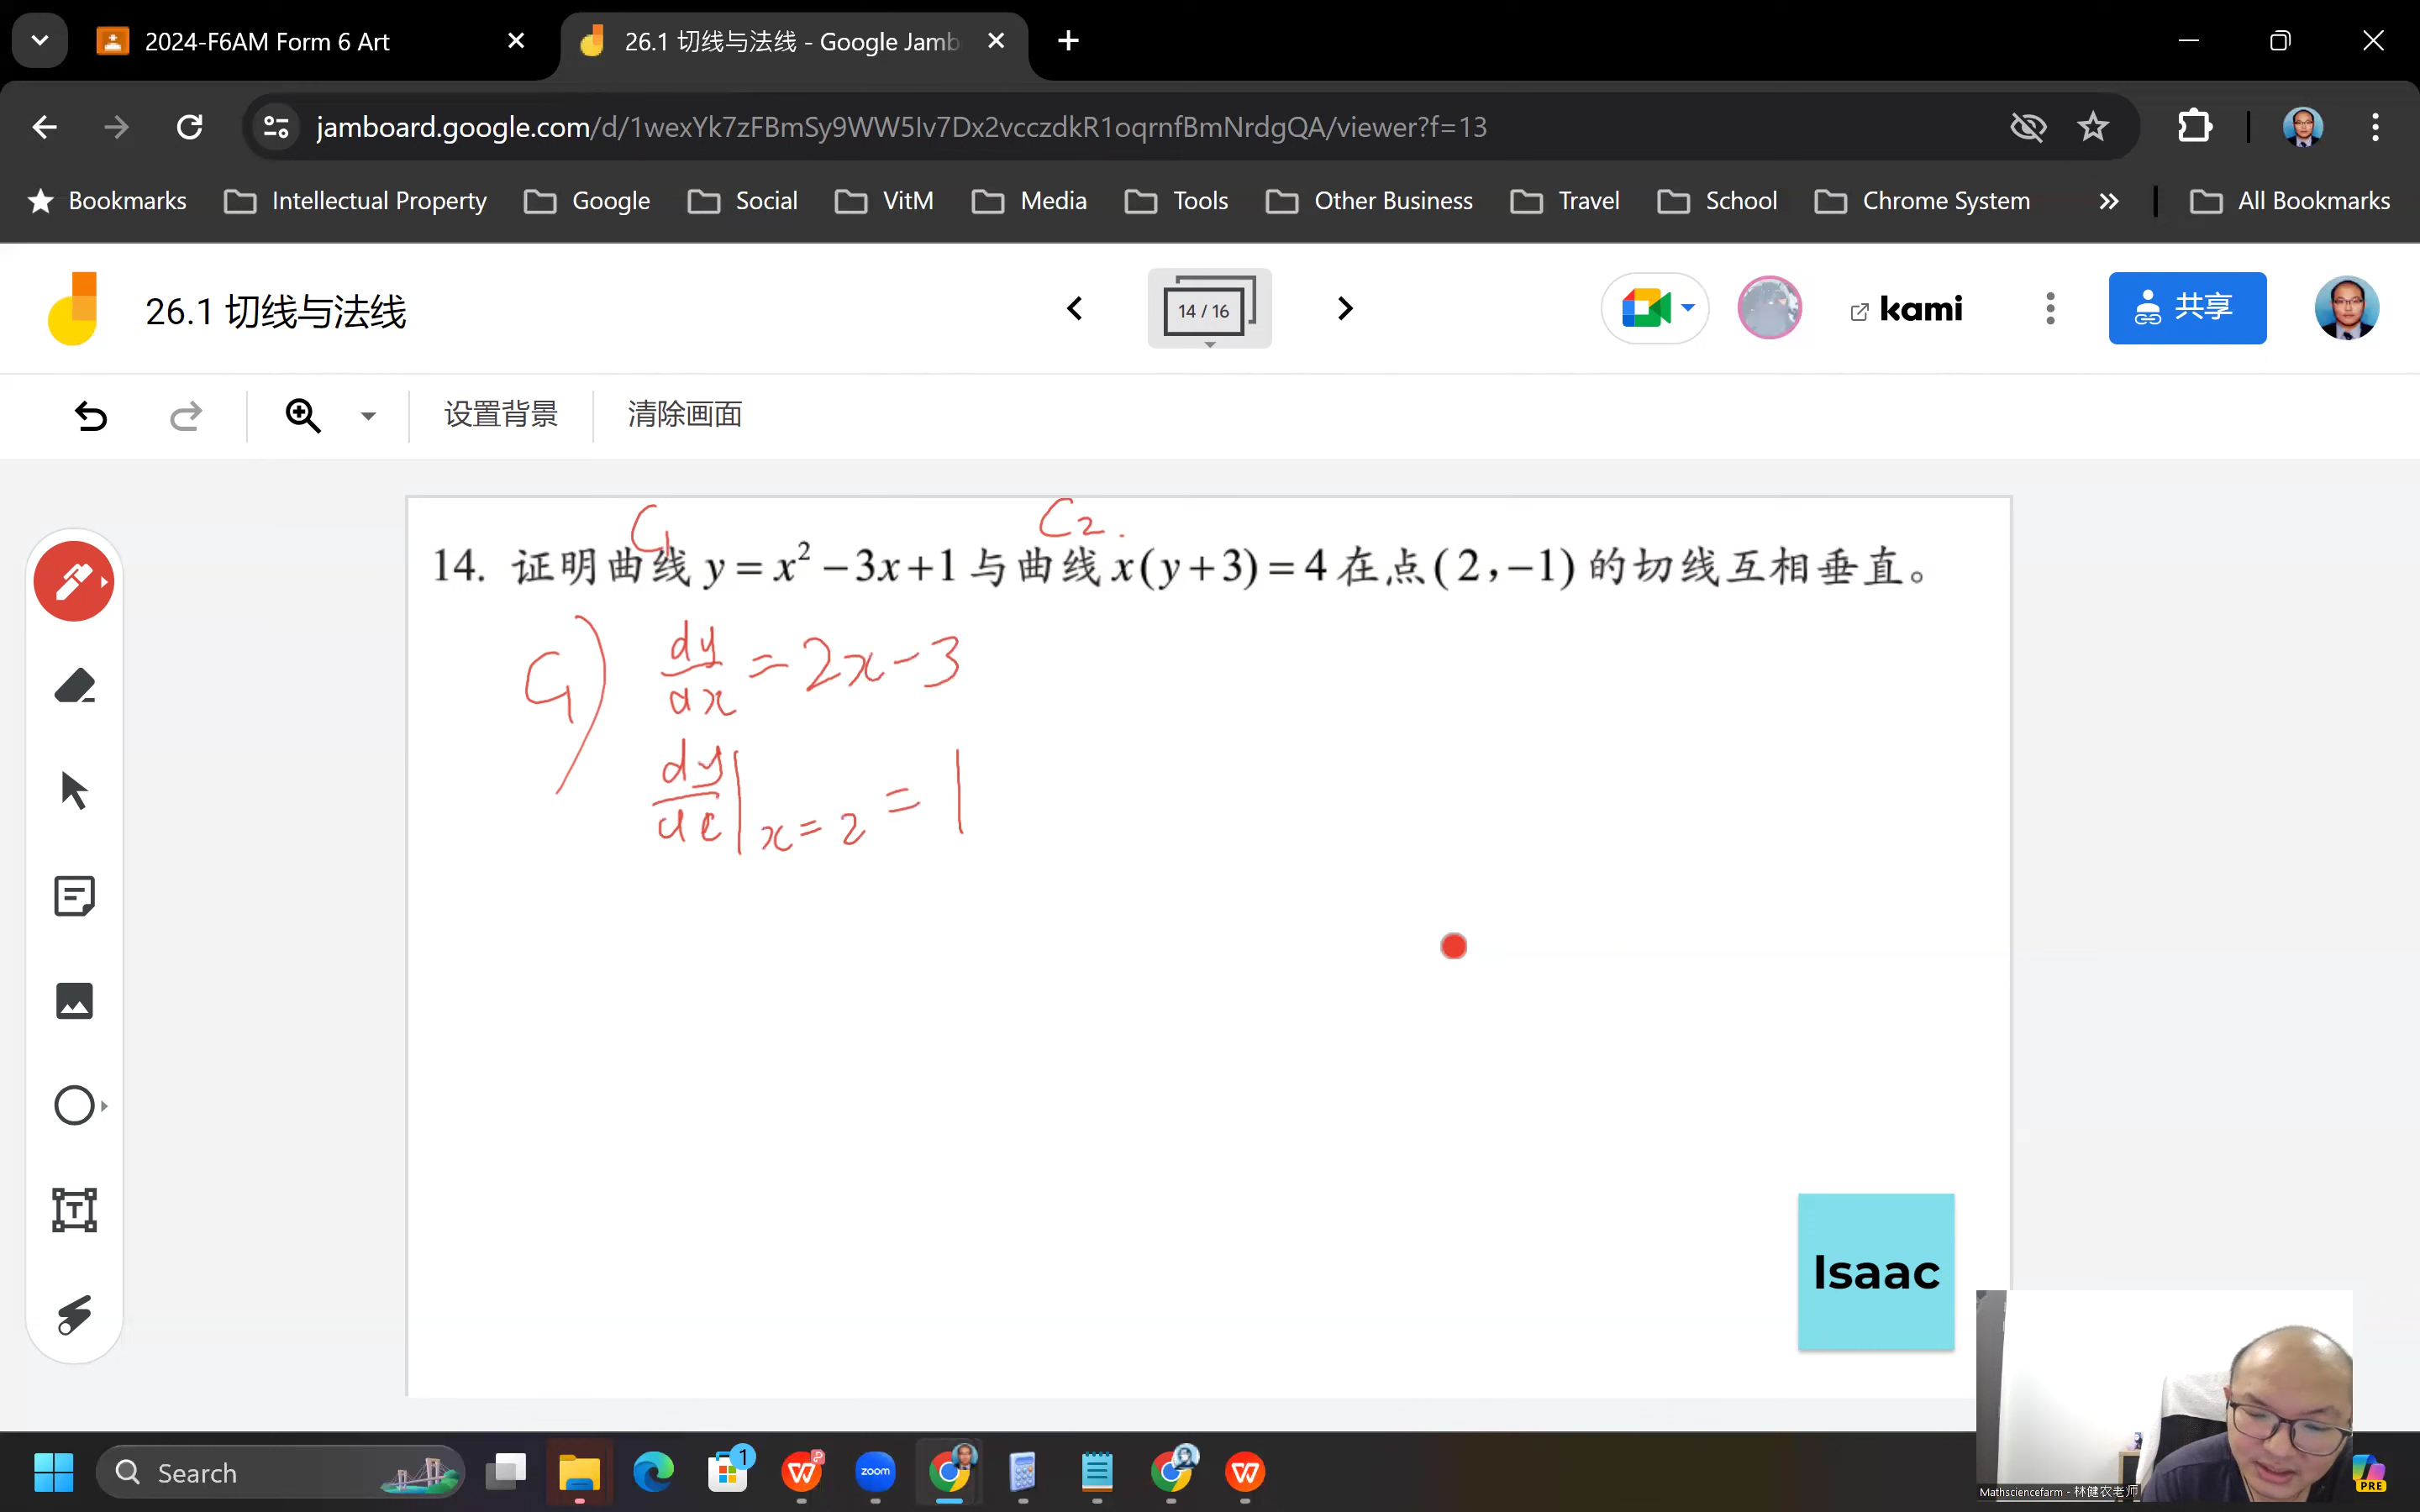 2024-F6AM Form 6 Art
26.1 切线与法线 - Google Jamb
jamboard.google.com/d/1wexYk7zFBmSy9WW5Iv7Dx2vcczdkR1oqrnfBmNrdgQA/viewer?f=13
Bookmarks Intellectual Property Google Social VitM Media Tools Other Business Travel School Chrome System » All Bookmarks
26.1 切线与法线
14 / 16
kami
共享
设置背景 清除画面
C₁ C₂.
14. 证明曲线 y = x² − 3x + 1 与曲线 x(y + 3) = 4 在点 (2, −1) 的切线互相垂直。
C₁) dy/dx = 2x − 3
dy/dx |x=2 = 1
Isaac
Mathsciencefarm - 林健农老师
Search
1
zoom
PRE